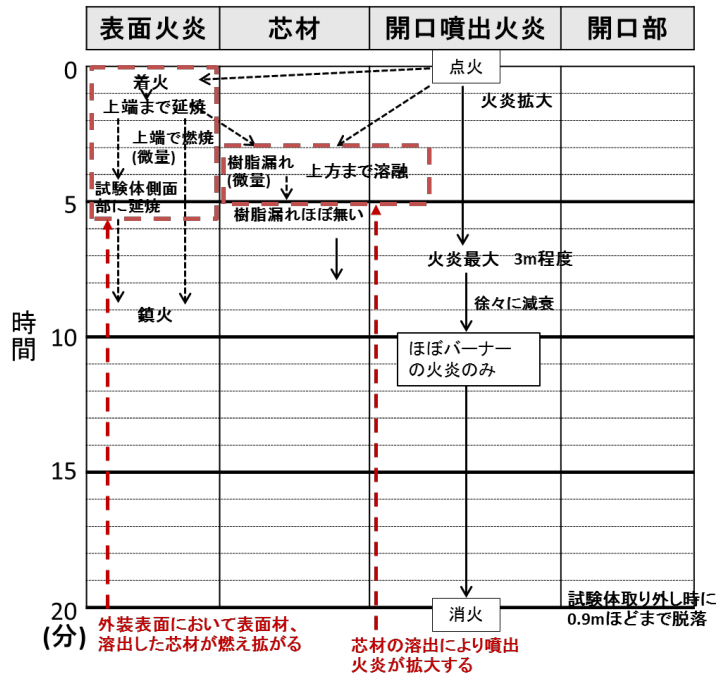 表面火炎
芯材
開口噴出火炎
開口部
時間
0
5
10
15
20
(分)
着火
上端まで延焼
上端で燃焼
(微量)
試験体側面
部に延焼
鎮火
樹脂漏れ
(微量)
上方まで溶融
樹脂漏れほぼ無い
点火
火炎拡大
火炎最大 3m程度
徐々に減衰
ほぼバーナー
の火炎のみ
消火
試験体取り外し時に
0.9mほどまで脱落
外装表面において表面材、
溶出した芯材が燃え拡がる
芯材の溶出により噴出
火炎が拡大する